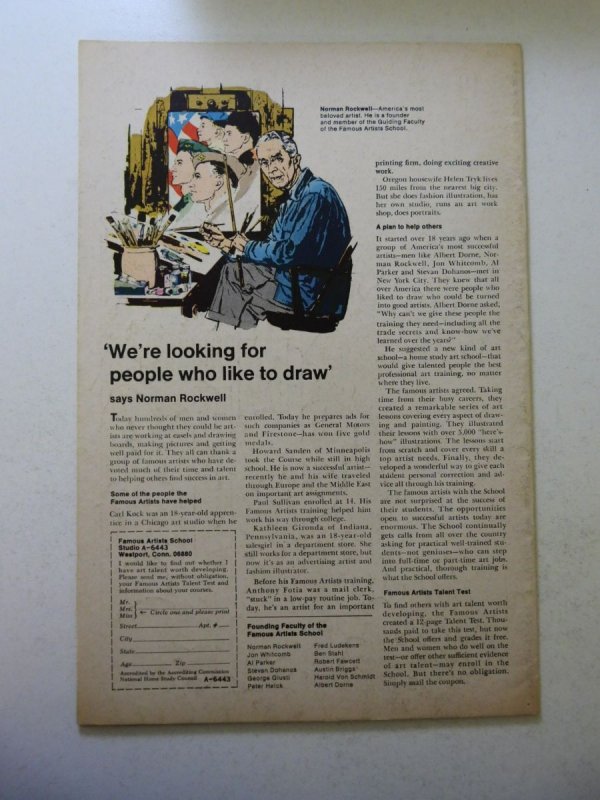 Norman Rockwell—America's most
beloved artist. He is a founder
and member of the Guiding Faculty
of the Famous Artists School.
'We're looking for
people who like to draw'
says Norman Rockwell
Today hundreds of men and women
who never thought they could be art-
ists are working at easels and drawing
boards, making pictures and getting
well paid for it. They all can thank a
group of famous artists who have de-
voted much of their time and talent
to helping others find success in art.
Some of the people the
Famous Artists have helped
Carl Kock was an 18-year-old appren-
tice in a Chicago art studio when he
enrolled. Today he prepares ads for
such companies as General Motors
and Firestone—has won five gold
medals.
Howard Sanden of Minneapolis
took the Course while still in high
school. He is now a successful artist—
recently he and his wife traveled
through Europe and the Middle East
on important art assignments.
Paul Sullivan enrolled at 14. His
Famous Artists training helped him
work his way through college.
Kathleen Gironda of Indiana,
Pennsylvania, was an 18-year-old
salesgirl in a department store. She
still works for a department store, but
now it's as an advertising artist and
fashion illustrator.
Before his Famous Artists training,
Anthony Fotia was a mail clerk,
"stuck" in a low-pay routine job. To-
day, he's an artist for an important
printing firm, doing exciting creative
work.
Oregon housewife Helen Tryk lives
150 miles from the nearest big city.
But she does fashion illustration, has
her own studio, runs an art work
shop, does portraits.
A plan to help others
It started over 18 years ago when a
group of America's most successful
artists—men like Albert Dorne, Nor-
man Rockwell, Jon Whitcomb, Al
Parker and Stevan Dohanos—met in
New York City. They knew that all
over America there were people who
liked to draw who could be turned
into good artists. Albert Dorne asked,
"Why can't we give these people the
training they need—including all the
trade secrets and know-how we've
learned over the years?"
He suggested a new kind of art
school—a home study art school—that
would give talented people the best
professional art training, no matter
where they live.
The famous artists agreed. Taking
time from their busy careers, they
created a remarkable series of art
lessons covering every aspect of draw-
ing and painting. They illustrated
their lessons with over 5,000 "here's-
how" illustrations. The lessons start
from scratch and cover every skill a
top artist needs. Finally, they de-
veloped a wonderful way to give each
student personal correction and ad-
vice all through his training.
The famous artists with the School
are not surprised at the success of
their students. The opportunities
open to successful artists today are
enormous. The School continually
gets calls from all over the country
asking for practical well-trained stu-
dents—not geniuses—who can step
into full-time or part-time art jobs.
And practical, thorough training is
what the School offers.
Famous Artists Talent Test
To find others with art talent worth
developing, the Famous Artists
created a 12-page Talent Test. Thou-
sands paid to take this test, but now
the School offers and grades it free.
Men and women who do well on the
test—or offer other sufficient evidence
of art talent—may enroll in the
School. But there's no obligation.
Simply mail the coupon.
Famous Artists School
Studio A-6443
Westport, Conn. 06880
I would like to find out whether I
have art talent worth developing.
Please send me, without obligation,
your Famous Artists Talent Test and
information about your courses.
Mr.
Mrs. ← Circle one and please print
Miss
Street Apt. #
City
State
Age Zip
Accredited by the Accrediting Commission
National Home Study Council A-6443
Founding Faculty of the
Famous Artists School
Norman Rockwell
Jon Whitcomb
Al Parker
Stevan Dohanos
George Giusti
Peter Helck
Fred Ludekens
Ben Stahl
Robert Fawcett
Austin Briggs
Harold Von Schmidt
Albert Dorne